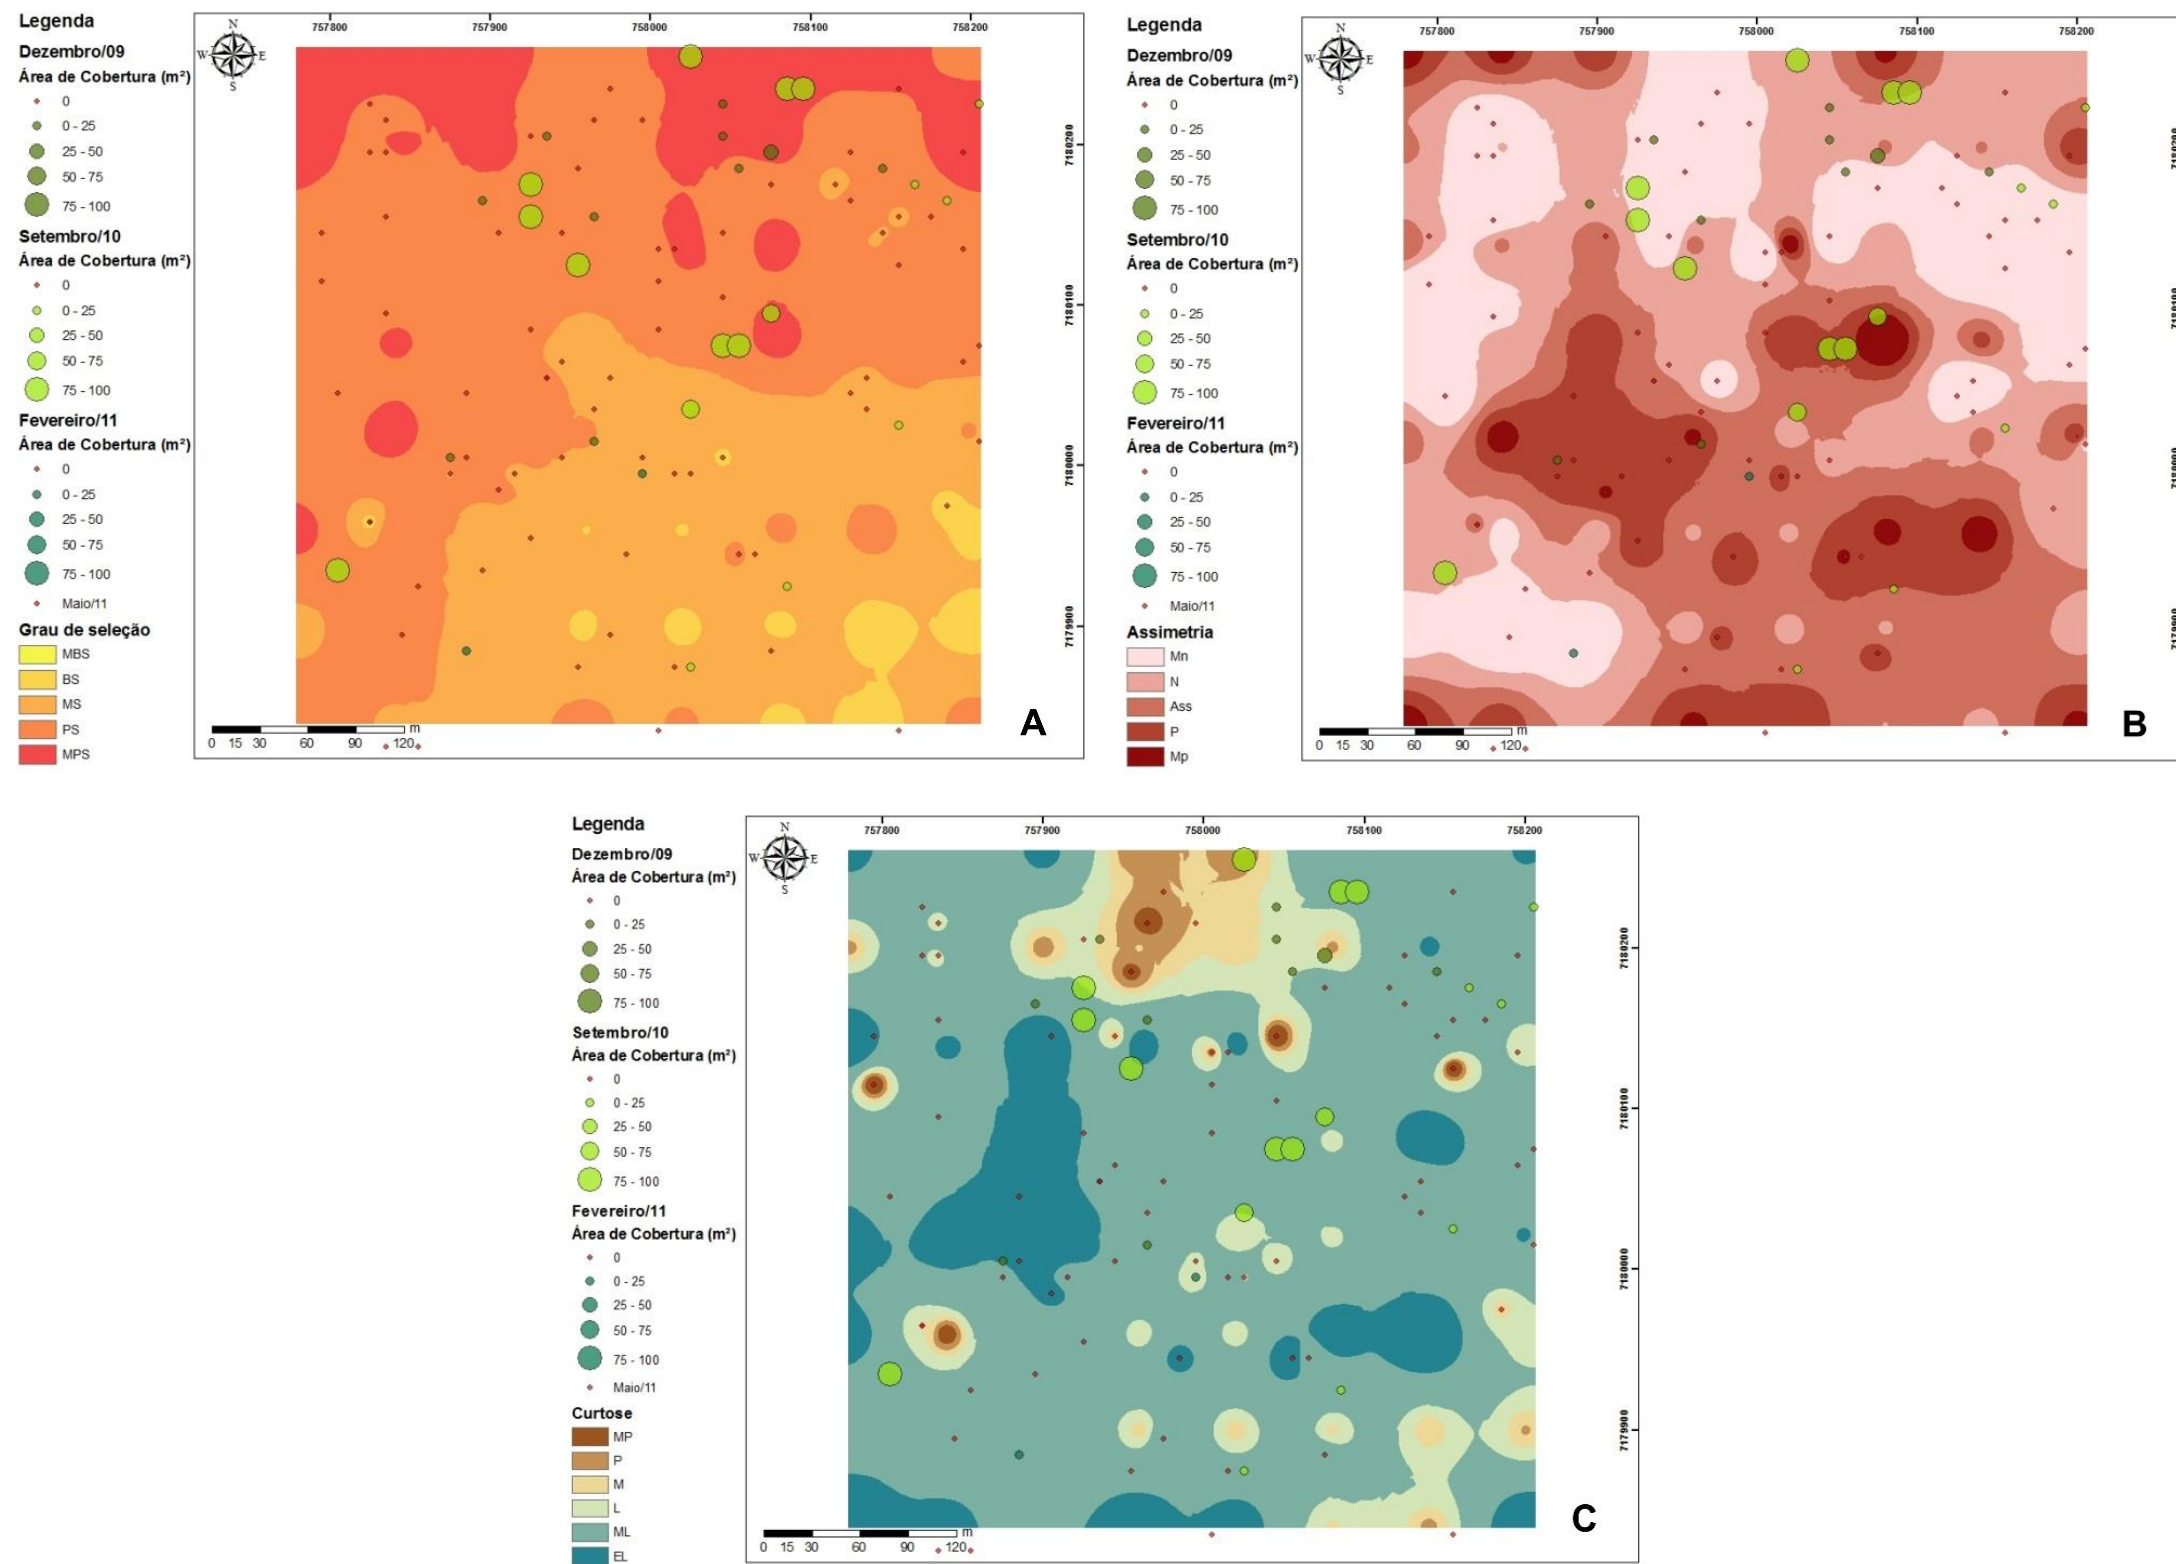 Legenda
Dezembro/09
Área de Cobertura (m²)
0
0 - 25
25 - 50
50 - 75
75 - 100
Setembro/10
Área de Cobertura (m²)
0
0 - 25
25 - 50
50 - 75
75 - 100
Fevereiro/11
Área de Cobertura (m²)
0
0 - 25
25 - 50
50 - 75
75 - 100
Maio/11
Grau de seleção
MBS
BS
MS
PS
MPS
N
W E
S
757800 757900 758000 758100 758200
7180200
7180100
7180000
7179900
m
0 15 30 60 90 120
A
Legenda
Dezembro/09
Área de Cobertura (m²)
0
0 - 25
25 - 50
50 - 75
75 - 100
Setembro/10
Área de Cobertura (m²)
0
0 - 25
25 - 50
50 - 75
75 - 100
Fevereiro/11
Área de Cobertura (m²)
0
0 - 25
25 - 50
50 - 75
75 - 100
Maio/11
Assimetria
Mn
N
Ass
P
Mp
N
W E
S
757800 757900 758000 758100 758200
7180200
7180100
7180000
7179900
m
0 15 30 60 90 120
B
Legenda
Dezembro/09
Área de Cobertura (m²)
0
0 - 25
25 - 50
50 - 75
75 - 100
Setembro/10
Área de Cobertura (m²)
0
0 - 25
25 - 50
50 - 75
75 - 100
Fevereiro/11
Área de Cobertura (m²)
0
0 - 25
25 - 50
50 - 75
75 - 100
Maio/11
Curtose
MP
P
M
L
ML
EL
N
W E
S
757800 757900 758000 758100 758200
7180200
7180100
7180000
7179900
m
0 15 30 60 90 120
C